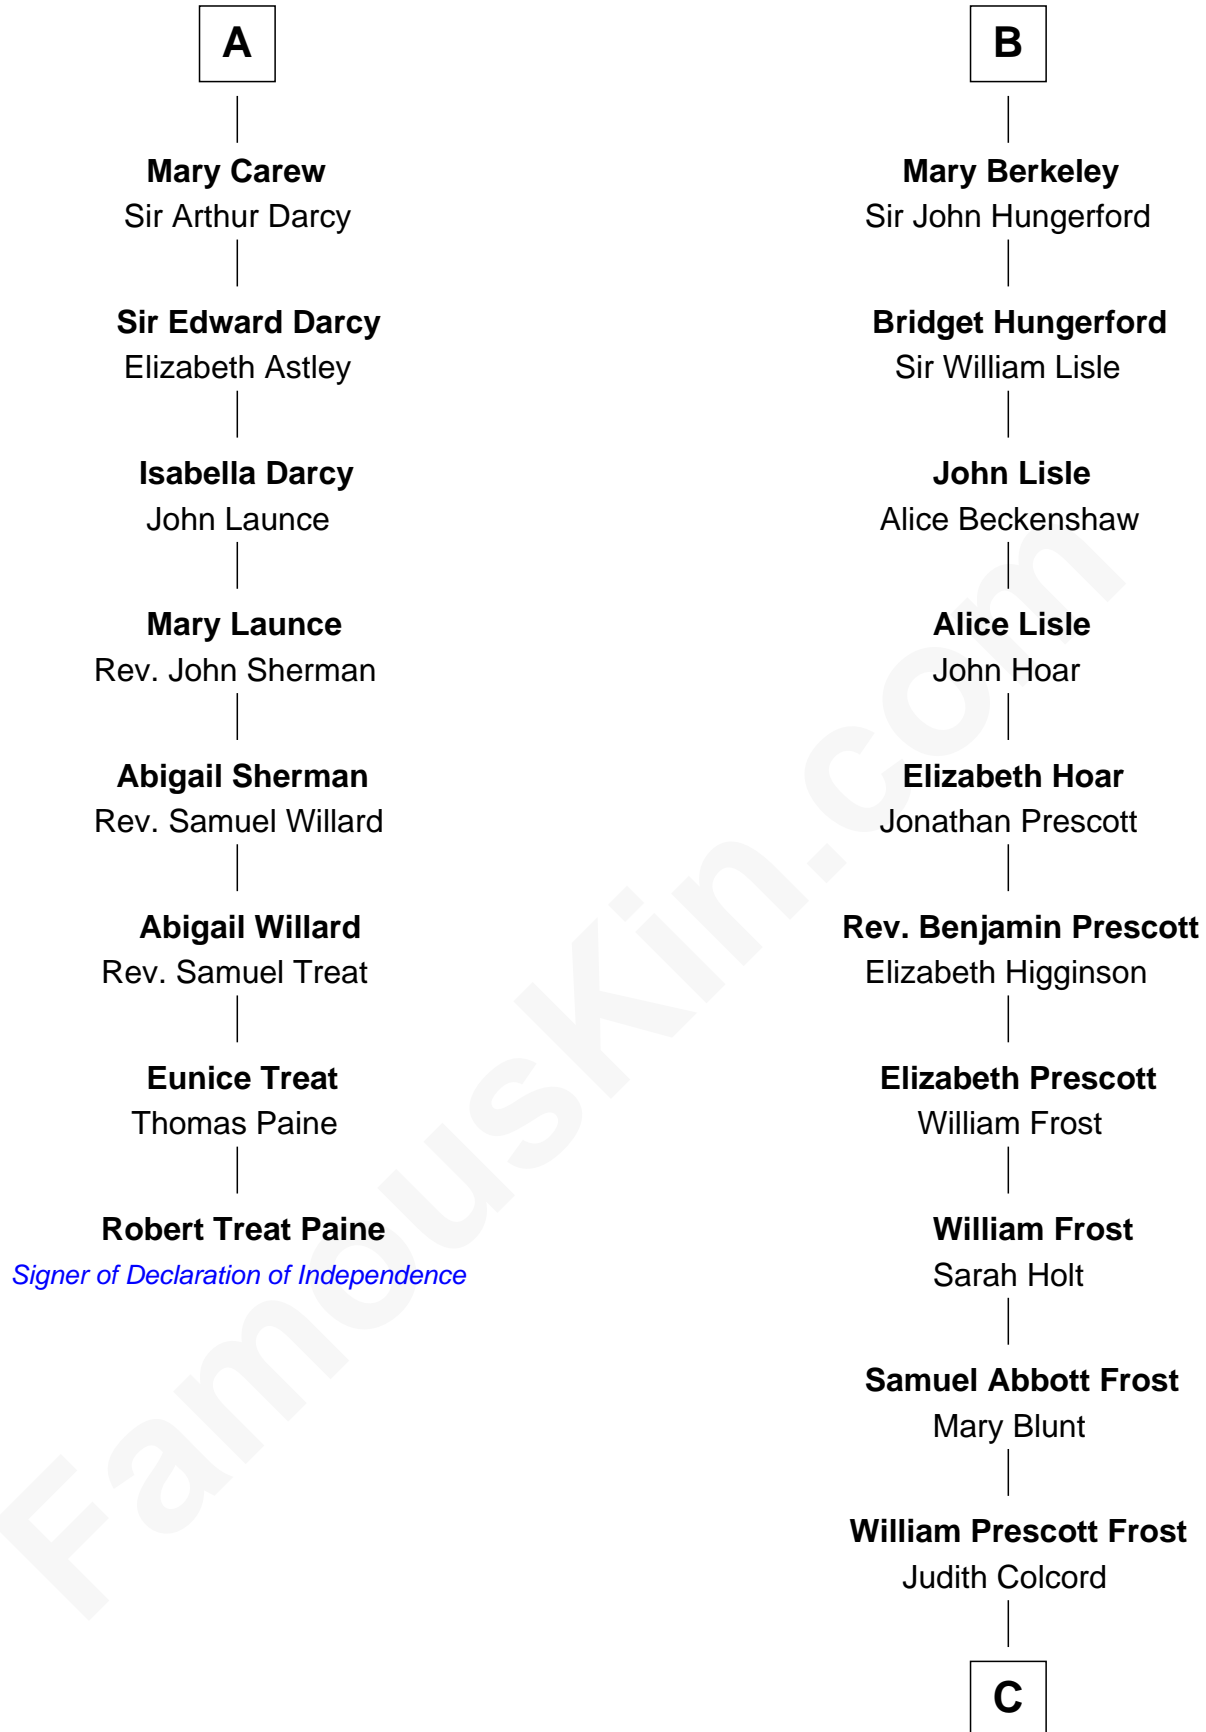 A
Mary Carew
Sir Arthur Darcy
Sir Edward Darcy
Elizabeth Astley
Isabella Darcy
John Launce
Mary Launce
Rev. John Sherman
Abigail Sherman
Rev. Samuel Willard
Abigail Willard
Rev. Samuel Treat
Eunice Treat
Thomas Paine
Robert Treat Paine
Signer of Declaration of Independence
B
Mary Berkeley
Sir John Hungerford
Bridget Hungerford
Sir William Lisle
John Lisle
Alice Beckenshaw
Alice Lisle
John Hoar
Elizabeth Hoar
Jonathan Prescott
Rev. Benjamin Prescott
Elizabeth Higginson
Elizabeth Prescott
William Frost
William Frost
Sarah Holt
Samuel Abbott Frost
Mary Blunt
William Prescott Frost
Judith Colcord
C
FamousKin.com